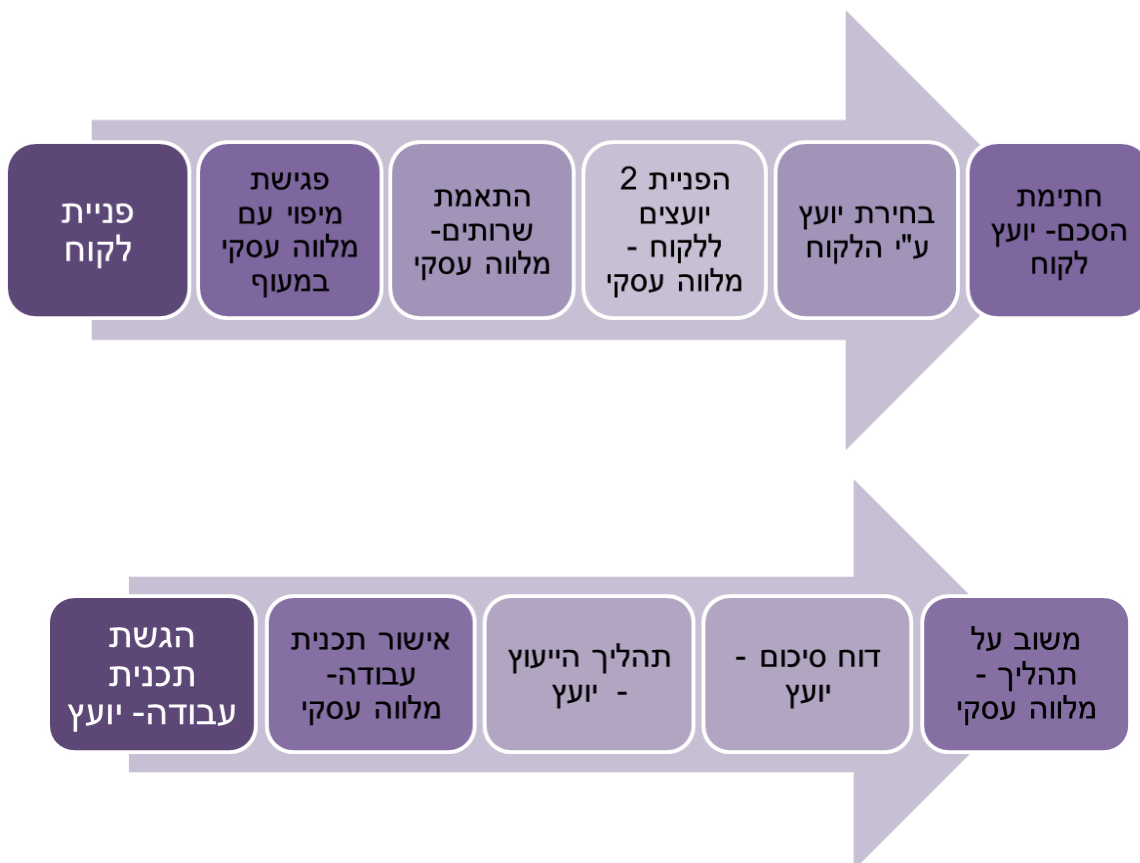 פניית
לקוח
פגישת
מיפוי עם
מלווה עסקי
במעוף
התאמת
שרותים-
מלווה עסקי
הפניית 2
יועצים
ללקוח -
מלווה עסקי
בחירת יועץ
ע"י הלקוח
חתימת
הסכם- יועץ
לקוח
הגשת
תכנית
עבודה- יועץ
אישור תכנית
עבודה-
מלווה עסקי
תהליך הייעוץ
- יועץ
דוח סיכום -
יועץ
משוב על
תהליך -
מלווה עסקי